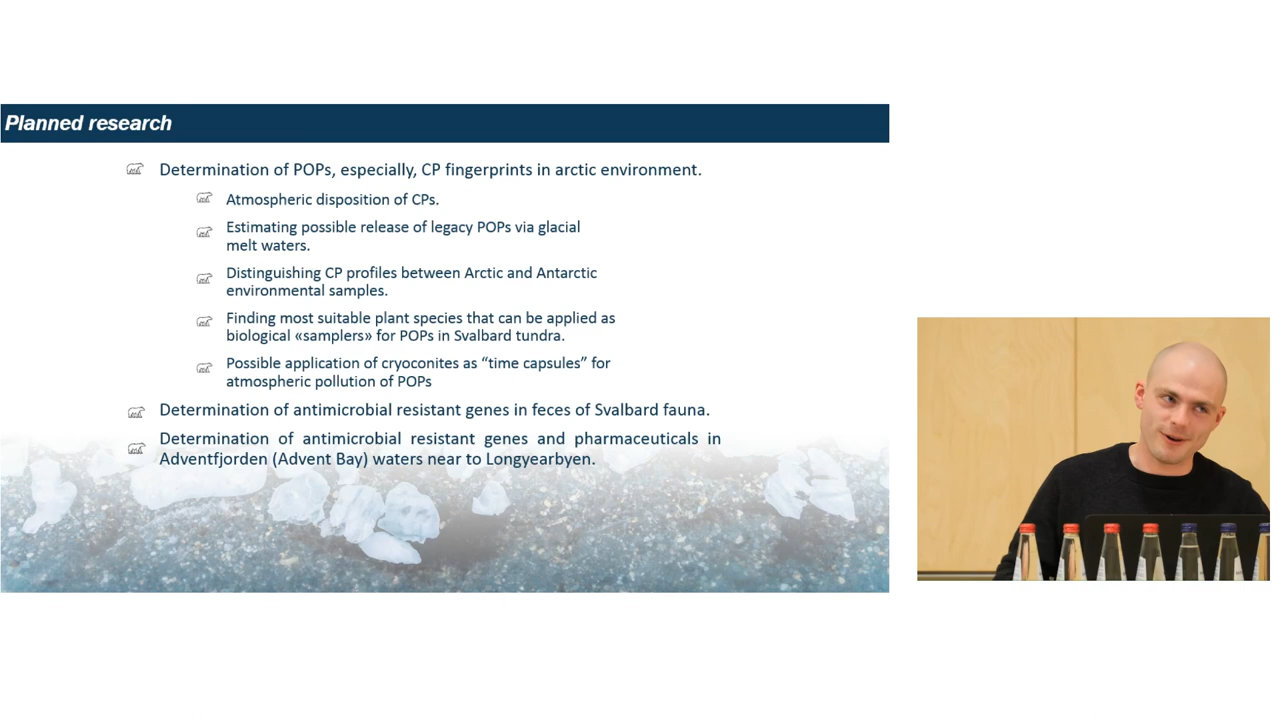 Planned research
Determination of POPs, especially, CP fingerprints in arctic environment.
Atmospheric disposition of CPs.
Estimating possible release of legacy POPs via glacial
melt waters.
Distinguishing CP profiles between Arctic and Antarctic
environmental samples.
Finding most suitable plant species that can be applied as
biological «samplers» for POPs in Svalbard tundra.
Possible application of cryoconites as “time capsules” for
atmospheric pollution of POPs
Determination of antimicrobial resistant genes in feces of Svalbard fauna.
Determination of antimicrobial resistant genes and pharmaceuticals in
Adventfjorden (Advent Bay) waters near to Longyearbyen.